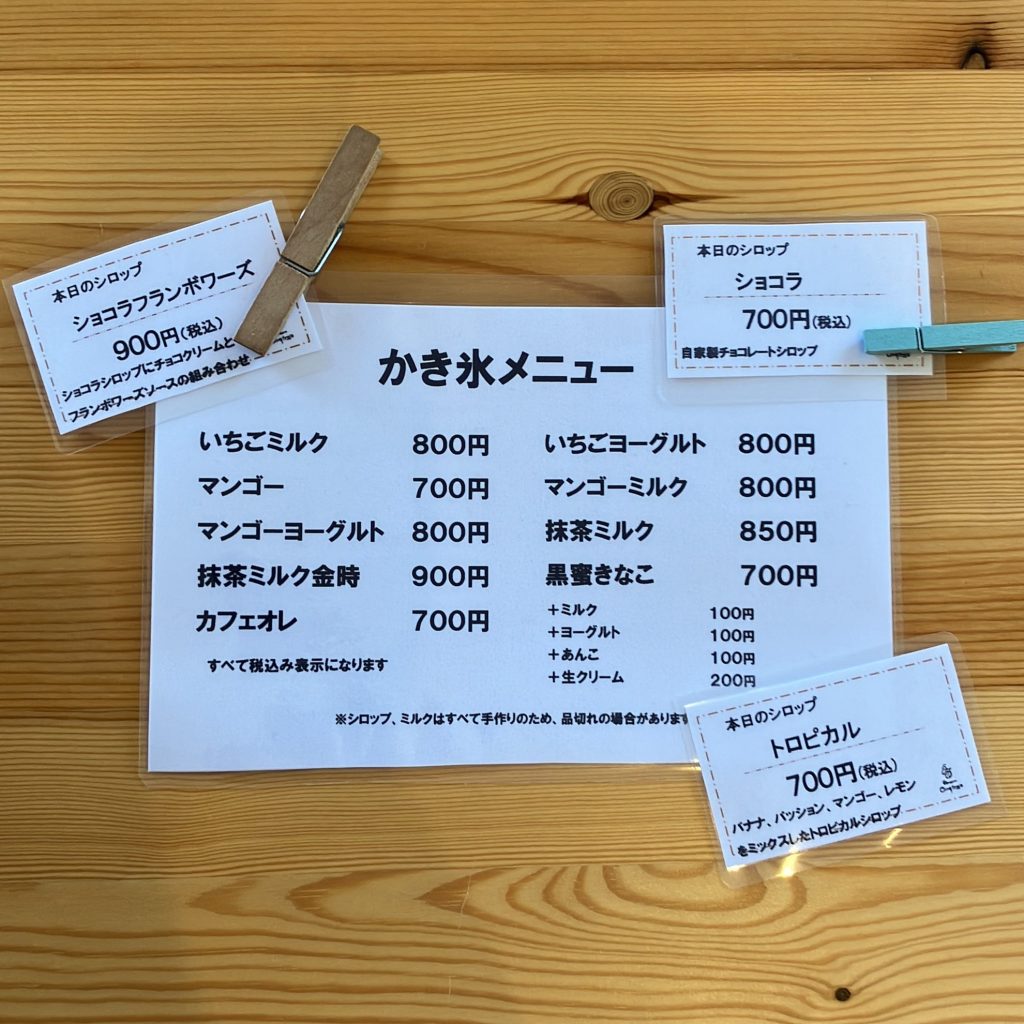 本日のシロップ
ショコラフランボワーズ
900円(税込)
ショコラシロップにチョコクリームと
フランボワーズソースの組み合わせ
本日のシロップ
ショコラ
700円(税込)
自家製チョコレートシロップ
かき氷メニュー
いちごミルク 800円
マンゴー 700円
マンゴーヨーグルト 800円
抹茶ミルク金時 900円
カフェオレ 700円
すべて税込み表示になります
いちごヨーグルト 800円
マンゴーミルク 800円
抹茶ミルク 850円
黒蜜きなこ 700円
+ミルク 100円
+ヨーグルト 100円
+あんこ 100円
+生クリーム 200円
※シロップ、ミルクはすべて手作りのため、品切れの場合があります
本日のシロップ
トロピカル
700円(税込)
バナナ、パッション、マンゴー、レモン
をミックスしたトロピカルシロップ